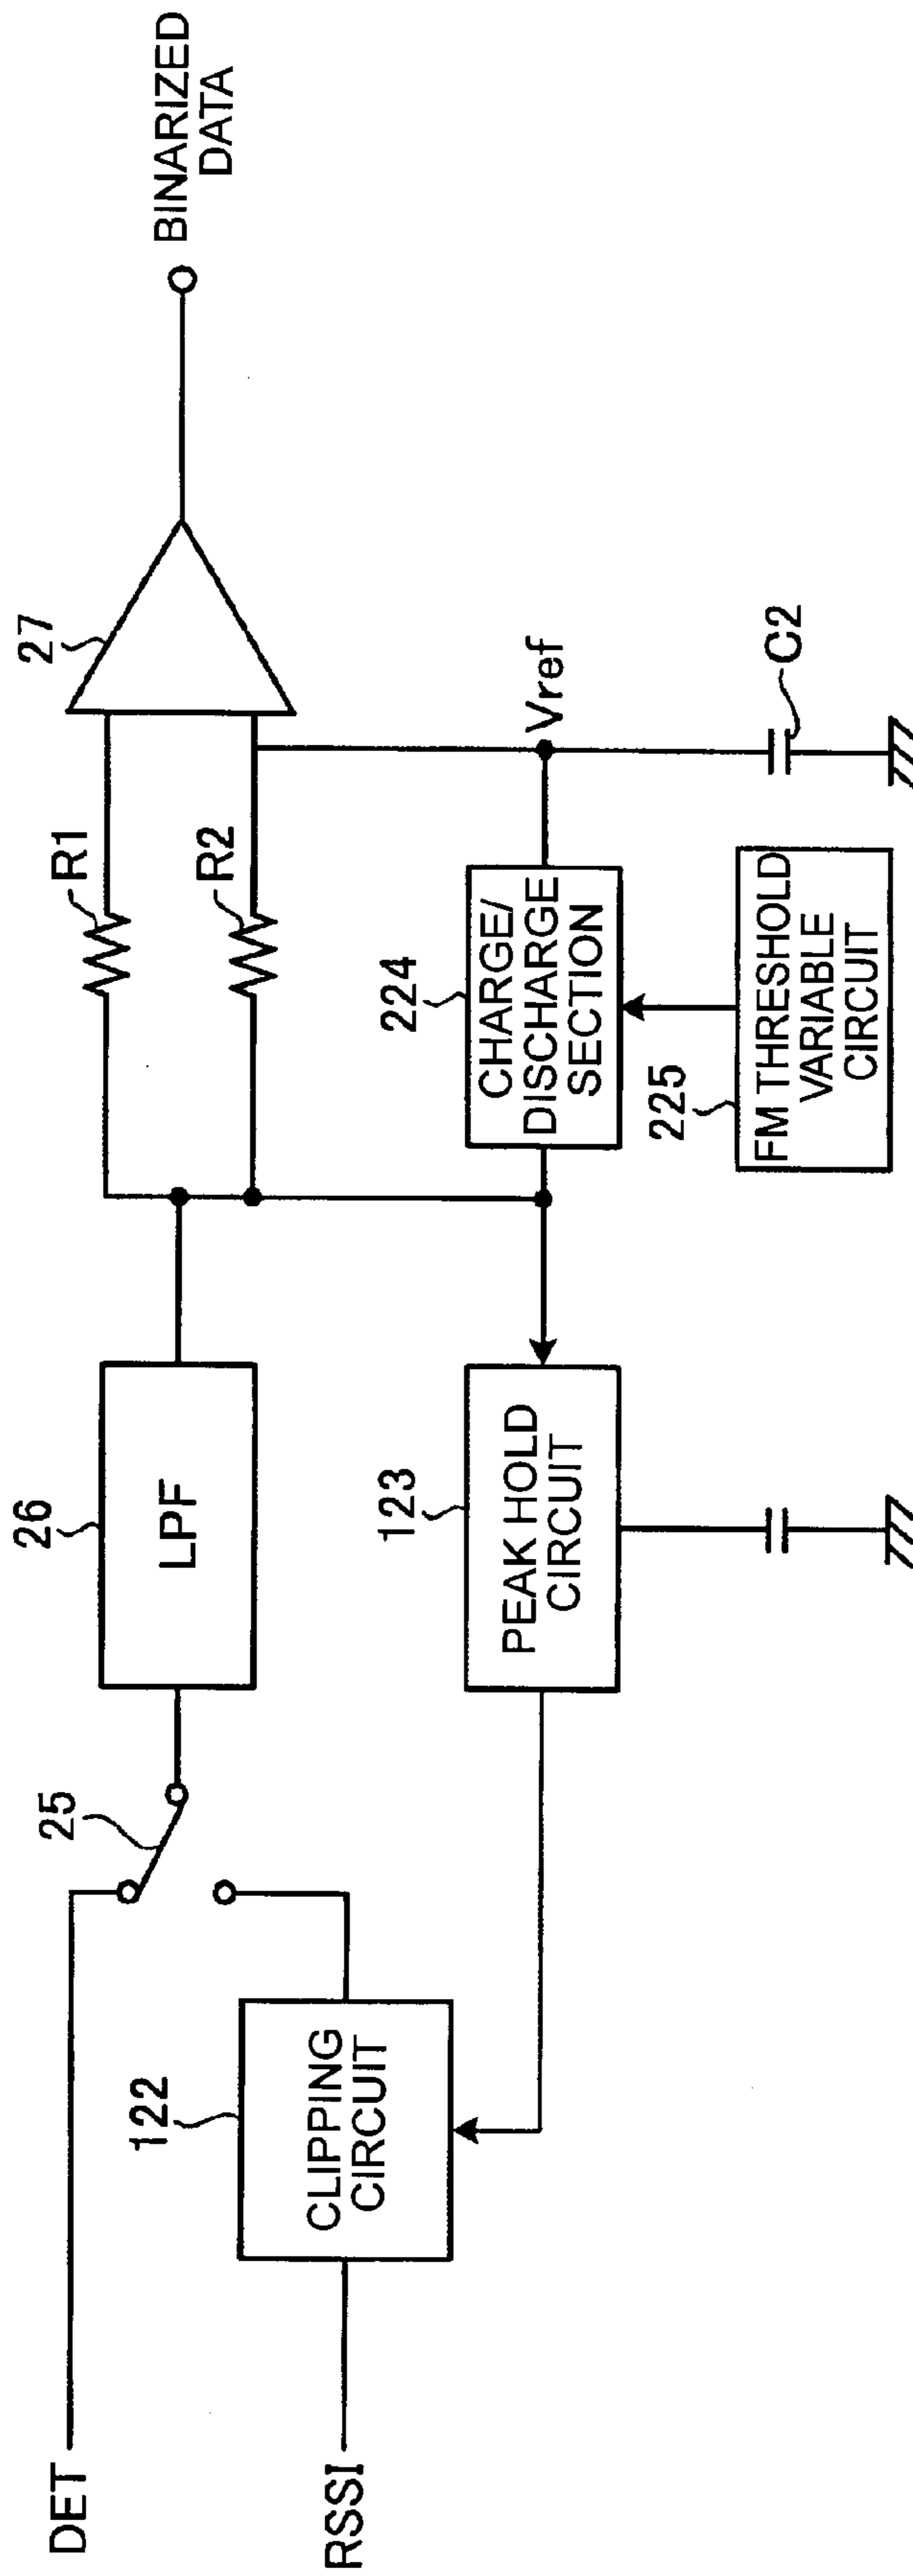 DET
RSSI
122
CLIPPING
CIRCUIT
25
26
LPF
123
PEAK HOLD
CIRCUIT
R1
R2
224
CHARGE/
DISCHARGE
SECTION
225
FM THRESHOLD
VARIABLE
CIRCUIT
27
Vref
C2
BINARIZED
DATA